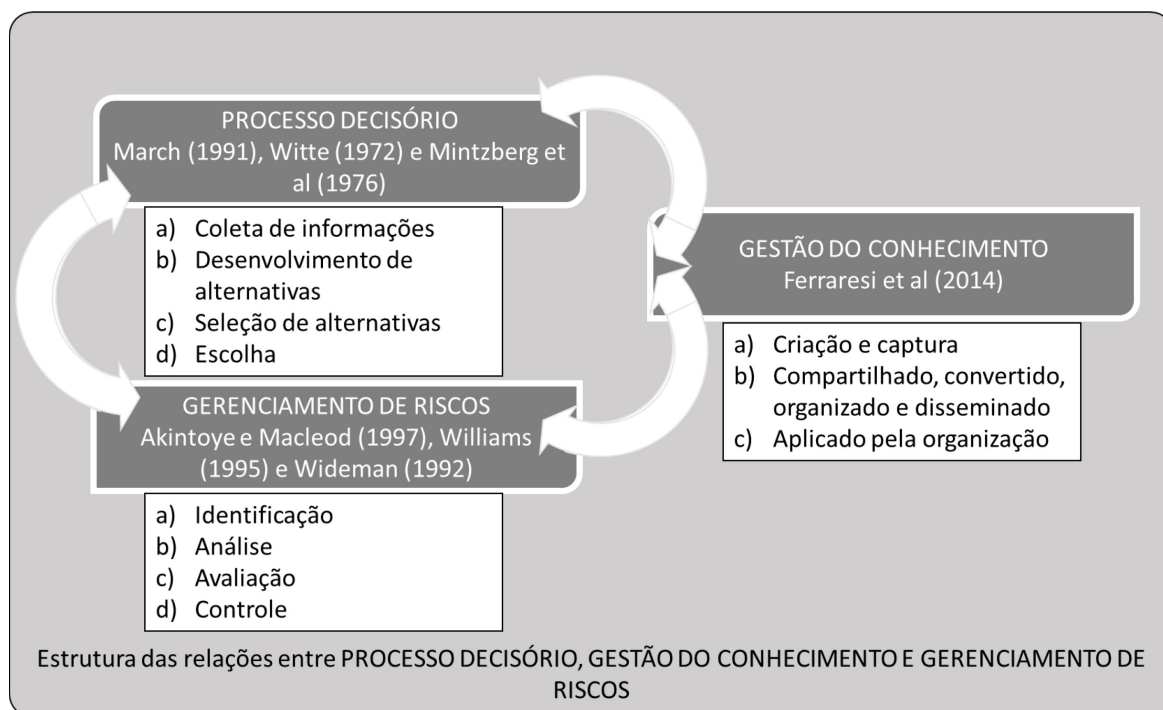 PROCESSO DECISÓRIO
March (1991), Witte (1972) e Mintzberg et
al (1976)
a) Coleta de informações
b) Desenvolvimento de
alternativas
c) Seleção de alternativas
d) Escolha
GERENCIAMENTO DE RISCOS
Akintoye e Macleod (1997), Williams
(1995) e Wideman (1992)
a) Identificação
b) Análise
c) Avaliação
d) Controle
GESTÃO DO CONHECIMENTO
Ferraresi et al (2014)
a) Criação e captura
b) Compartilhado, convertido,
organizado e disseminado
c) Aplicado pela organização
Estrutura das relações entre PROCESSO DECISÓRIO, GESTÃO DO CONHECIMENTO E GERENCIAMENTO DE
RISCOS